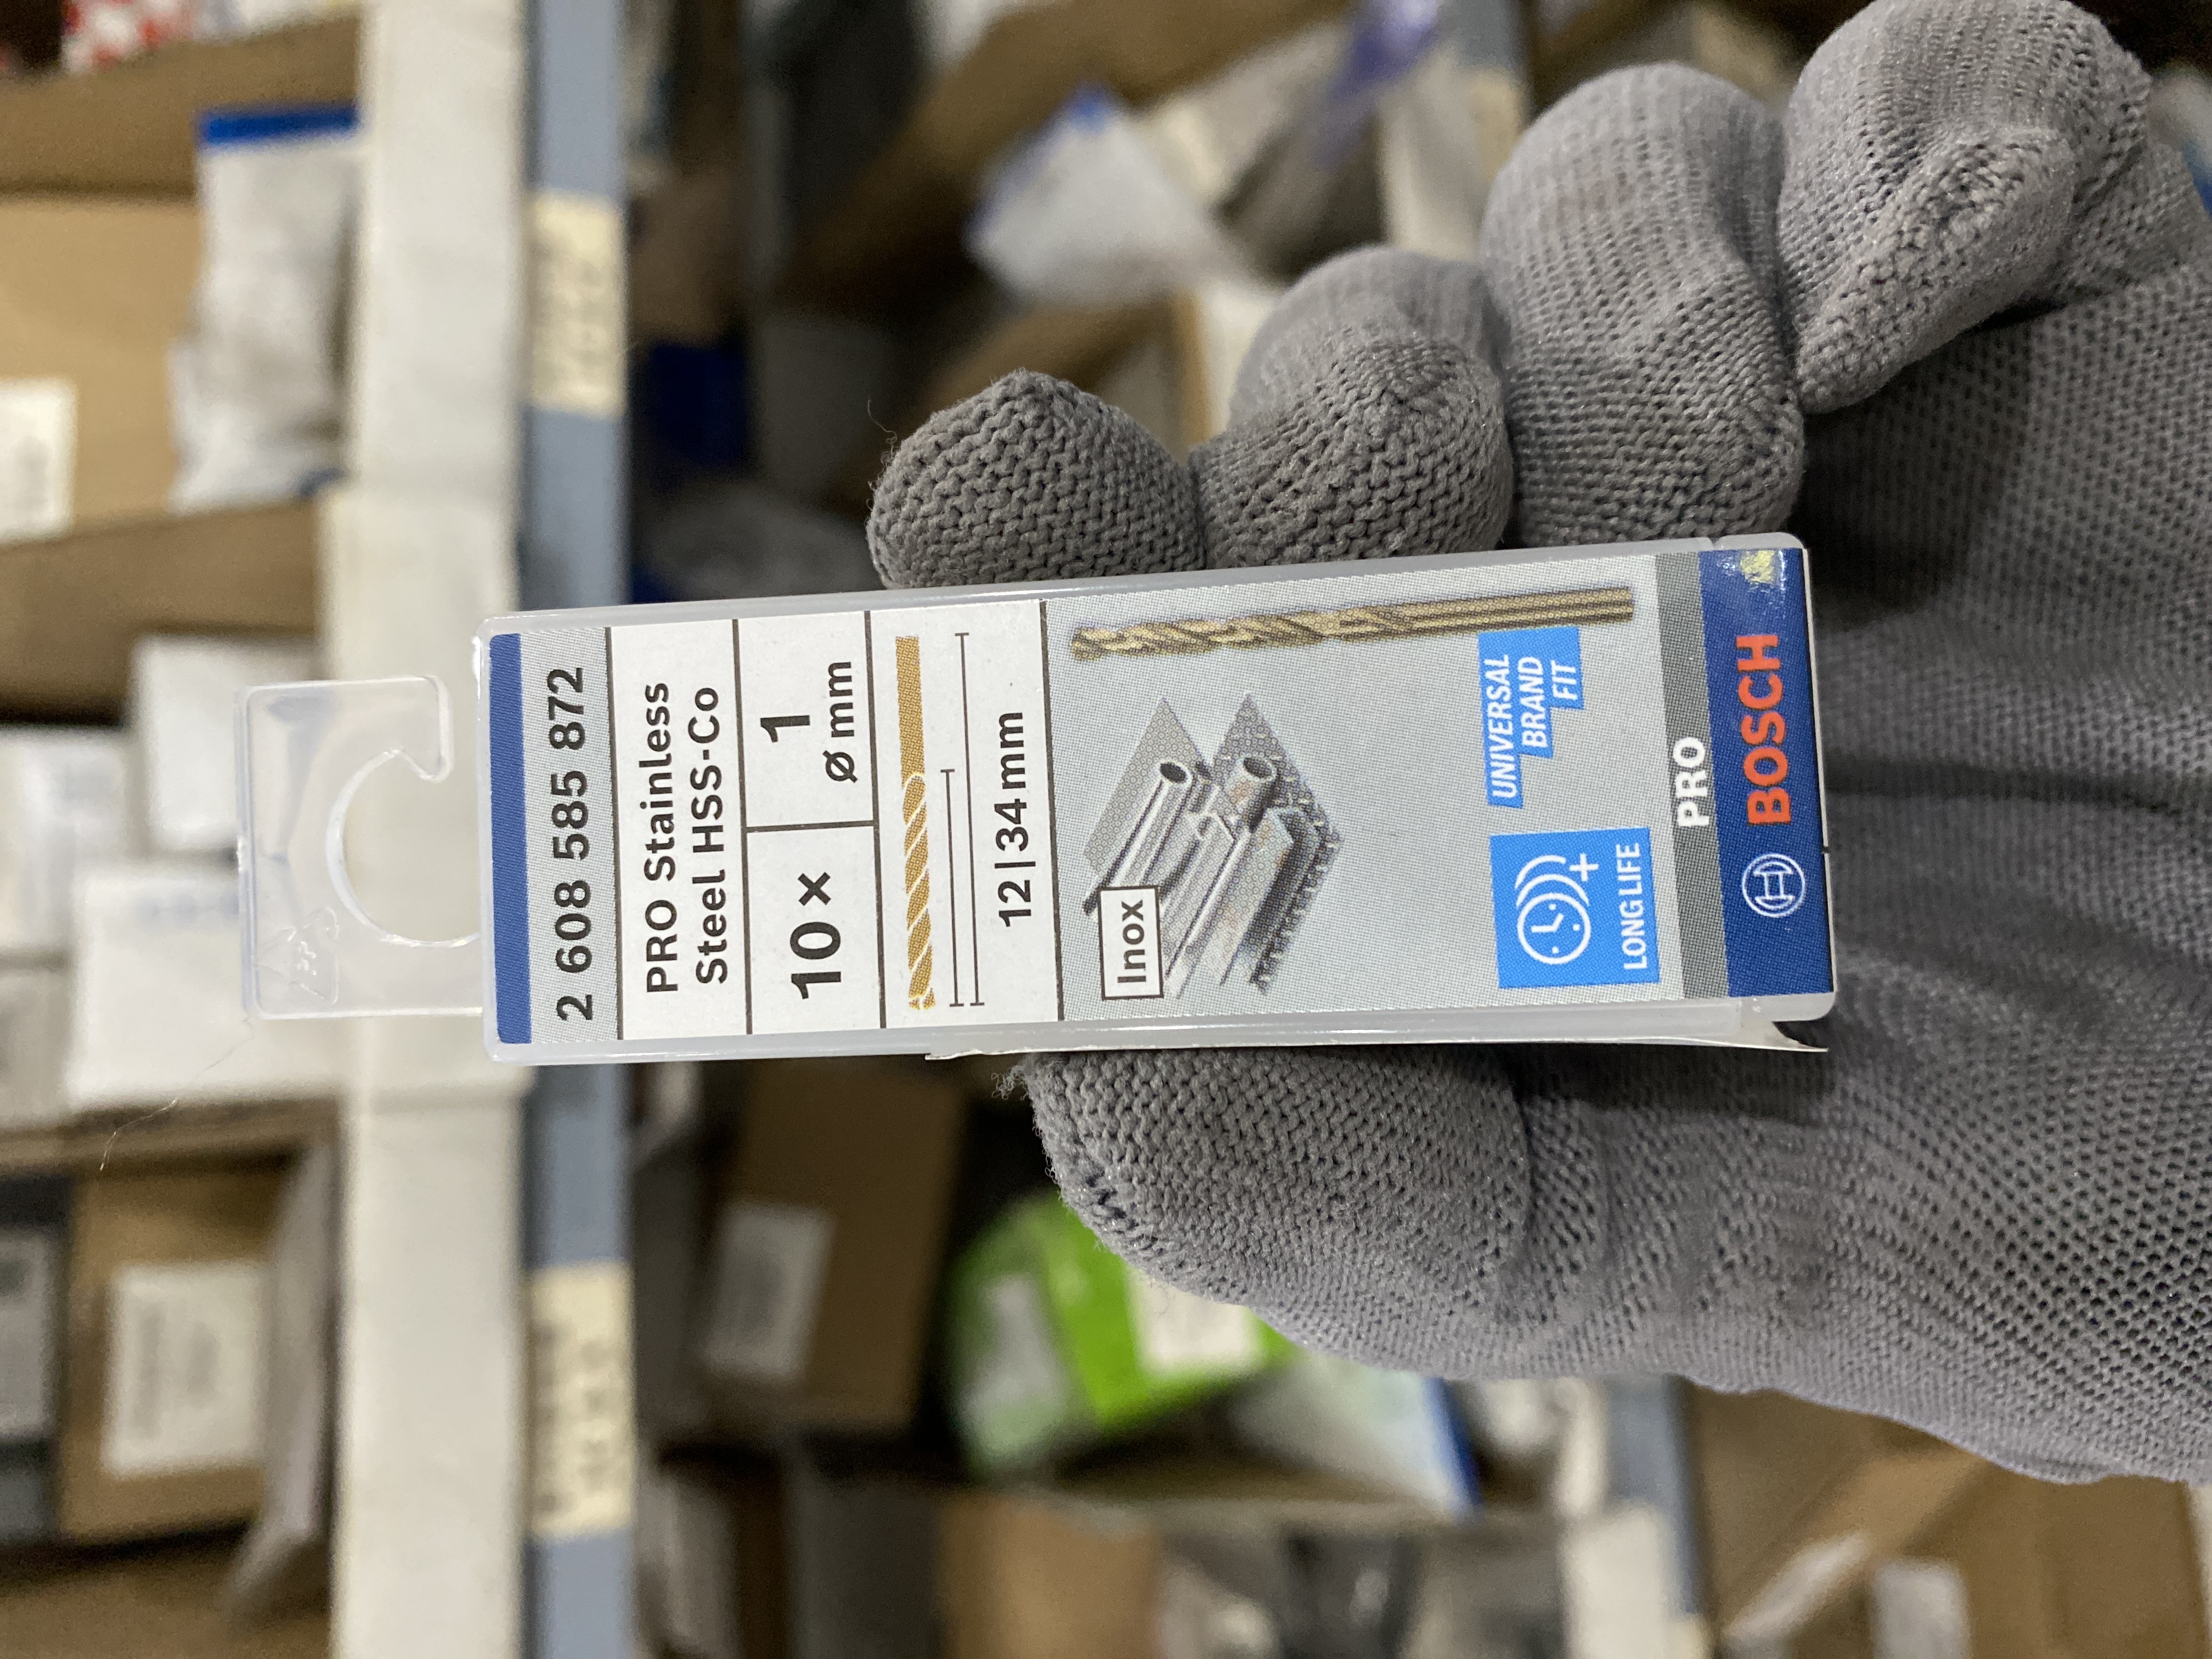 2 608 585 872
PRO Stainless
Steel HSS-Co
10 ×
1
Ø mm
12 | 34 mm
Inox
LONG LIFE
UNIVERSAL
BRAND
FIT
PRO
BOSCH